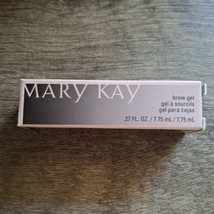 MARY KAY
brow gel
gel à sourcils
gel para cejas
.27 FL. OZ. / 7.75 mL / 7,75 mL